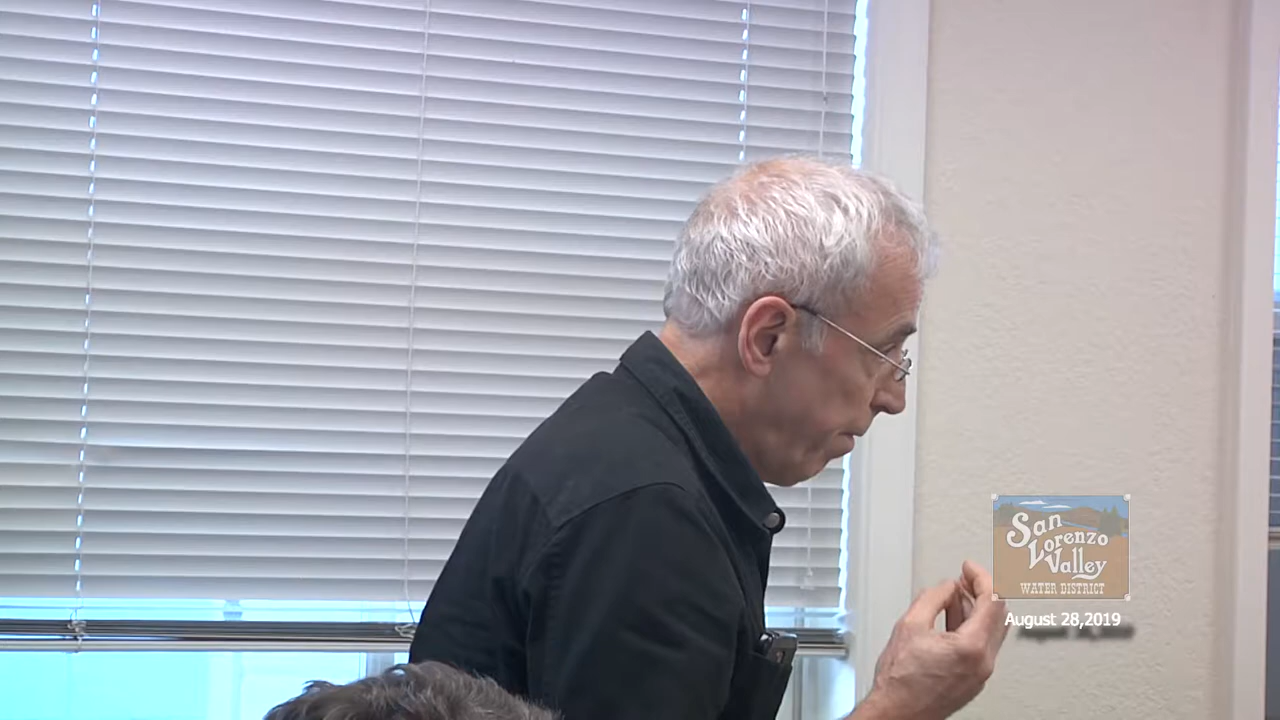 San
Lorenzo
Valley
WATER DISTRICT
August 28,2019